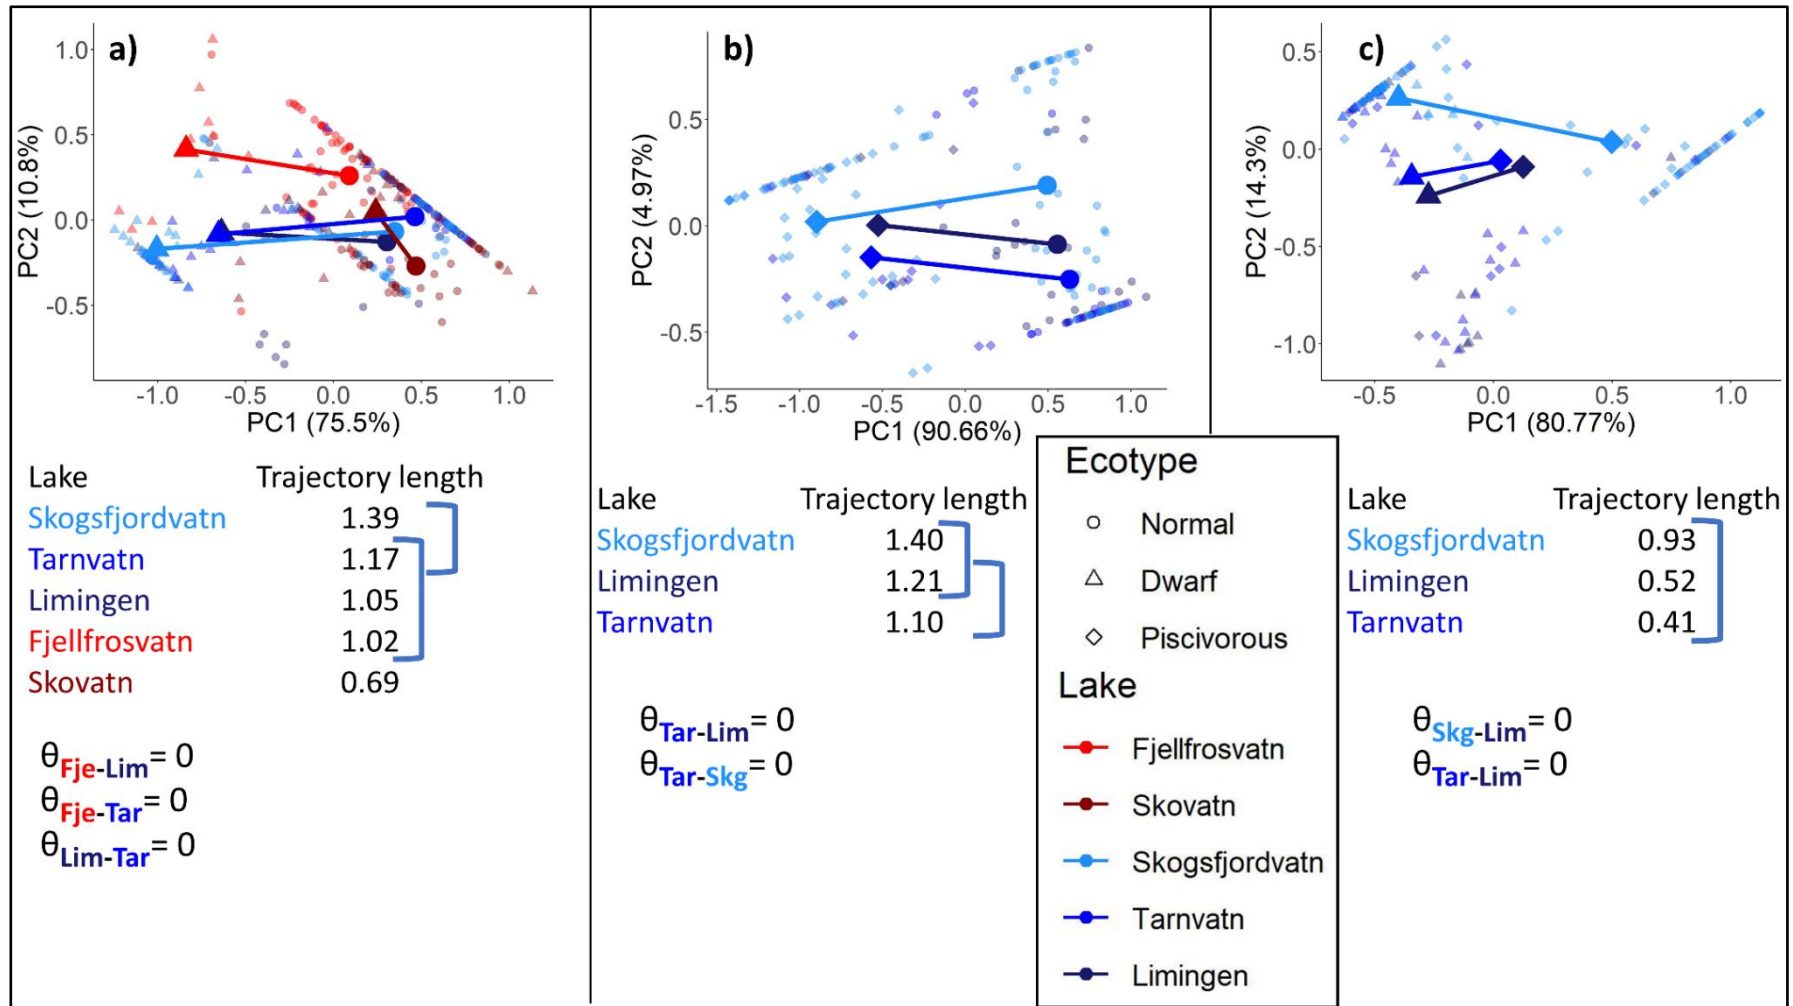 a)
1.0
0.5
0.0
-0.5
PC2 (10.8%)
-1.0 -0.5 0.0 0.5 1.0
PC1 (75.5%)
Lake Trajectory length
Skogsfjordvatn 1.39
Tarnvatn 1.17
Limingen 1.05
Fjellfrosvatn 1.02
Skovatn 0.69
θFje-Lim= 0
θFje-Tar= 0
θLim-Tar= 0
b)
0.5
0.0
-0.5
PC2 (4.97%)
-1.5 -1.0 -0.5 0.0 0.5 1.0
PC1 (90.66%)
Lake Trajectory length
Skogsfjordvatn 1.40
Limingen 1.21
Tarnvatn 1.10
θTar-Lim= 0
θTar-Skg= 0
Ecotype
Normal
Dwarf
Piscivorous
Lake
Fjellfrosvatn
Skovatn
Skogsfjordvatn
Tarnvatn
Limingen
c)
0.5
0.0
-0.5
-1.0
PC2 (14.3%)
-0.5 0.0 0.5 1.0
PC1 (80.77%)
Lake Trajectory length
Skogsfjordvatn 0.93
Limingen 0.52
Tarnvatn 0.41
θSkg-Lim= 0
θTar-Lim= 0